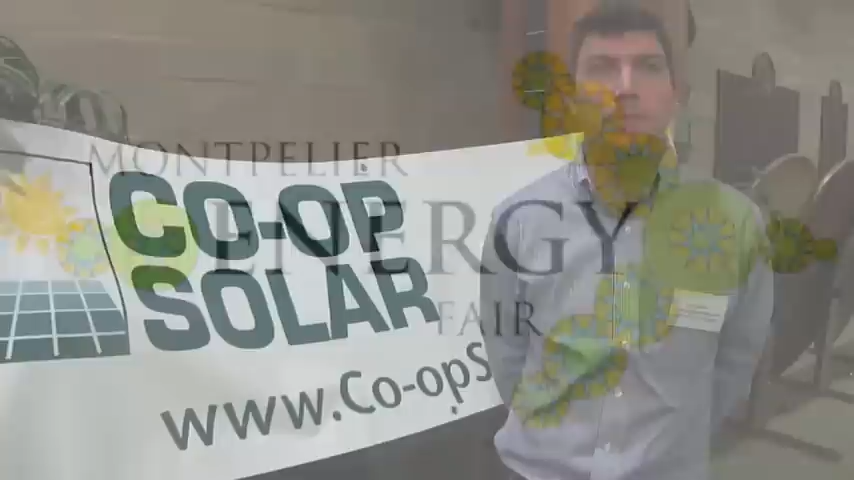 MONTPELIER
ENERGY
FAIR
CO-OP
SOLAR
www.Co-opS